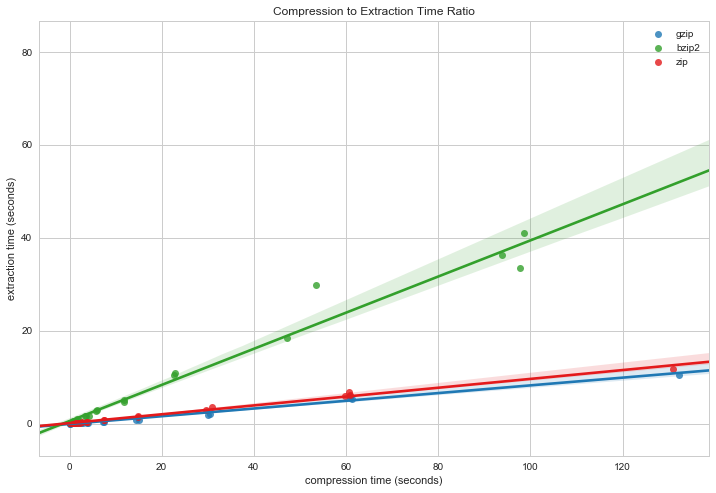 Compression to Extraction Time Ratio
gzip
bzip2
zip
80
60
40
20
0
extraction time (seconds)
0
20
40
60
80
100
120
compression time (seconds)